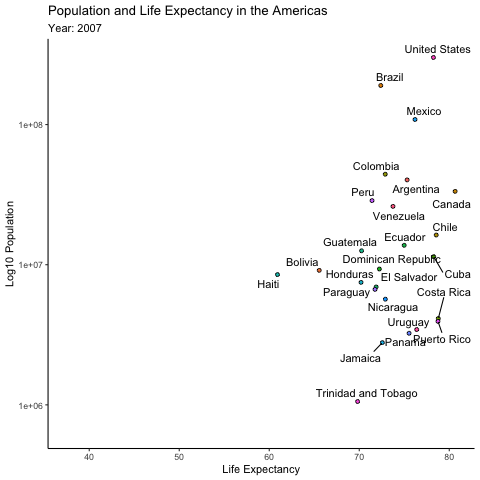 Population and Life Expectancy in the Americas
Year: 2007
United States
Brazil
Mexico
1e+08
Colombia
Peru
Argentina
Canada
Venezuela
Chile
Ecuador
Guatemala
Dominican Republic
1e+07
Bolivia
Haiti
Honduras
El Salvador
Cuba
Paraguay
Costa Rica
Nicaragua
Uruguay
Panama
Puerto Rico
Jamaica
Trinidad and Tobago
1e+06
Log10 Population
40 50 60 70 80
Life Expectancy